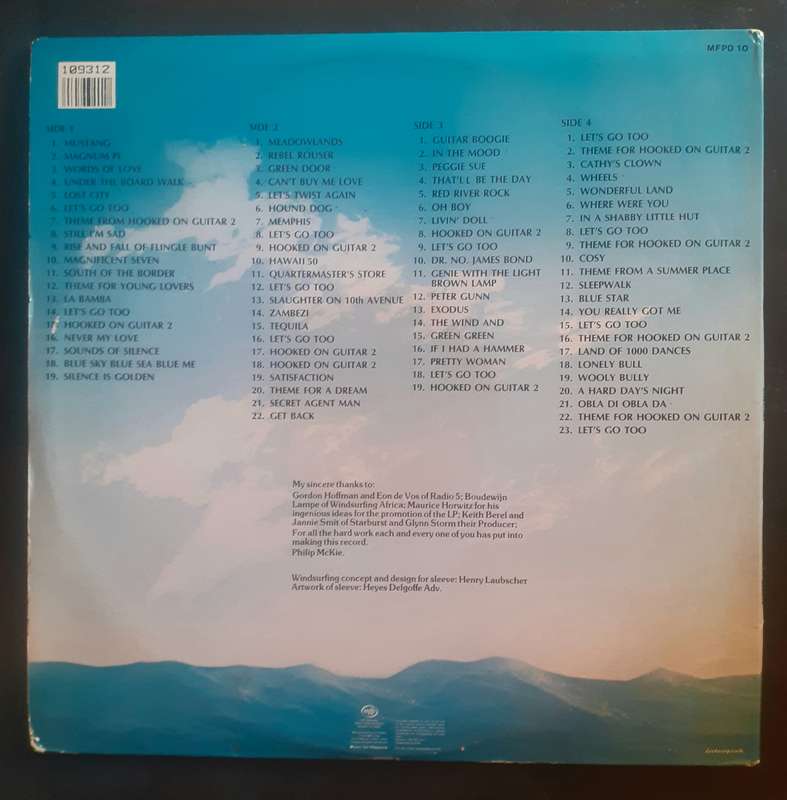 MFPD 10
109312
SIDE 1
1. MUSTANG
2. MAGNUM PI
3. WORDS OF LOVE
4. UNDER THE BOARD WALK
5. LOST CITY
6. LET'S GO TOO
7. THEME FROM HOOKED ON GUITAR 2
8. STILL I'M SAD
9. RISE AND FALL OF FLINGLE BUNT
10. MAGNIFICENT SEVEN
11. SOUTH OF THE BORDER
12. THEME FOR YOUNG LOVERS
13. LA BAMBA
14. LET'S GO TOO
15. HOOKED ON GUITAR 2
16. NEVER MY LOVE
17. SOUNDS OF SILENCE
18. BLUE SKY BLUE SEA BLUE ME
19. SILENCE IS GOLDEN
SIDE 2
1. MEADOWLANDS
2. REBEL ROUSER
3. GREEN DOOR
4. CAN'T BUY ME LOVE
5. LET'S TWIST AGAIN
6. HOUND DOG
7. MEMPHIS
8. LET'S GO TOO
9. HOOKED ON GUITAR 2
10. HAWAII 50
11. QUARTERMASTER'S STORE
12. LET'S GO TOO
13. SLAUGHTER ON 10th AVENUE
14. ZAMBEZI
15. TEQUILA
16. LET'S GO TOO
17. HOOKED ON GUITAR 2
18. HOOKED ON GUITAR 2
19. SATISFACTION
20. THEME FOR A DREAM
21. SECRET AGENT MAN
22. GET BACK
SIDE 3
1. GUITAR BOOGIE
2. IN THE MOOD
3. PEGGIE SUE
4. THAT'LL BE THE DAY
5. RED RIVER ROCK
6. OH BOY
7. LIVIN' DOLL
8. HOOKED ON GUITAR 2
9. LET'S GO TOO
10. DR. NO. JAMES BOND
11. GENIE WITH THE LIGHT
BROWN LAMP
12. PETER GUNN
13. EXODUS
14. THE WIND AND
15. GREEN GREEN
16. IF I HAD A HAMMER
17. PRETTY WOMAN
18. LET'S GO TOO
19. HOOKED ON GUITAR 2
SIDE 4
1. LET'S GO TOO
2. THEME FOR HOOKED ON GUITAR 2
3. CATHY'S CLOWN
4. WHEELS
5. WONDERFUL LAND
6. WHERE WERE YOU
7. IN A SHABBY LITTLE HUT
8. LET'S GO TOO
9. THEME FOR HOOKED ON GUITAR 2
10. COSY
11. THEME FROM A SUMMER PLACE
12. SLEEPWALK
13. BLUE STAR
14. YOU REALLY GOT ME
15. LET'S GO TOO
16. THEME FOR HOOKED ON GUITAR 2
17. LAND OF 1000 DANCES
18. LONELY BULL
19. WOOLY BULLY
20. A HARD DAY'S NIGHT
21. OBLA DI OBLA DA
22. THEME FOR HOOKED ON GUITAR 2
23. LET'S GO TOO
My sincere thanks to:
Gordon Hoffman and Eon de Vos of Radio 5; Boudewijn
Lampe of Windsurfing Africa; Maurice Horwitz for his
ingenious ideas for the promotion of the LP; Keith Berel and
Jannie Smit of Starburst and Glynn Storm their Producer;
For all the hard work each and every one of you has put into
making this record.
Philip McKie.
Windsurfing concept and design for sleeve: Henry Laubscher
Artwork of sleeve: Heyes Delgoffe Adv.